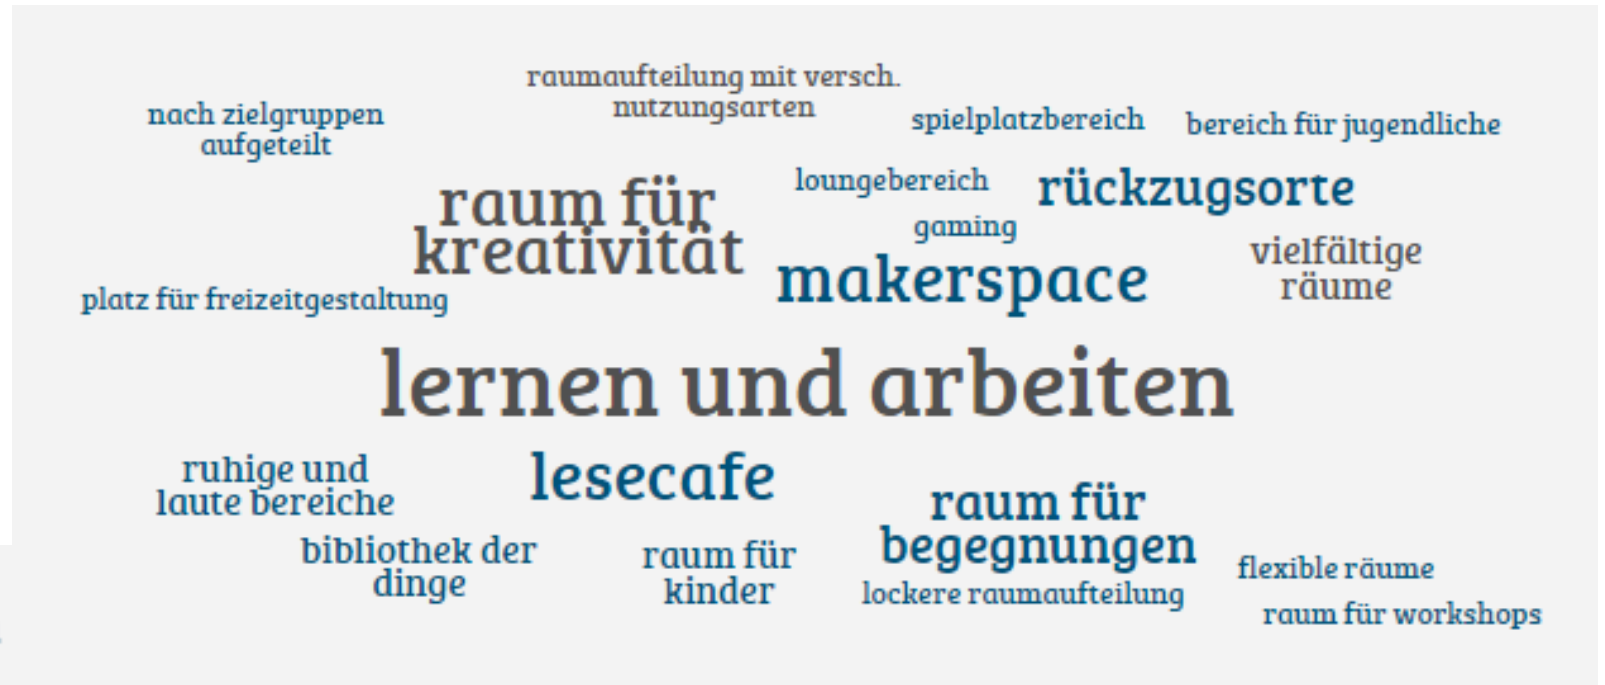 raumaufteilung mit versch.
nutzungsarten
nach zielgruppen
aufgeteilt
spielplatzbereich
bereich für jugendliche
raum für
kreativität
loungebereich
rückzugsorte
gaming
vielfältige
räume
makerspace
platz für freizeitgestaltung
lernen und arbeiten
ruhige und
laute bereiche
lesecafe
raum für
begegnungen
bibliothek der
dinge
raum für
kinder
lockere raumaufteilung
flexible räume
raum für workshops